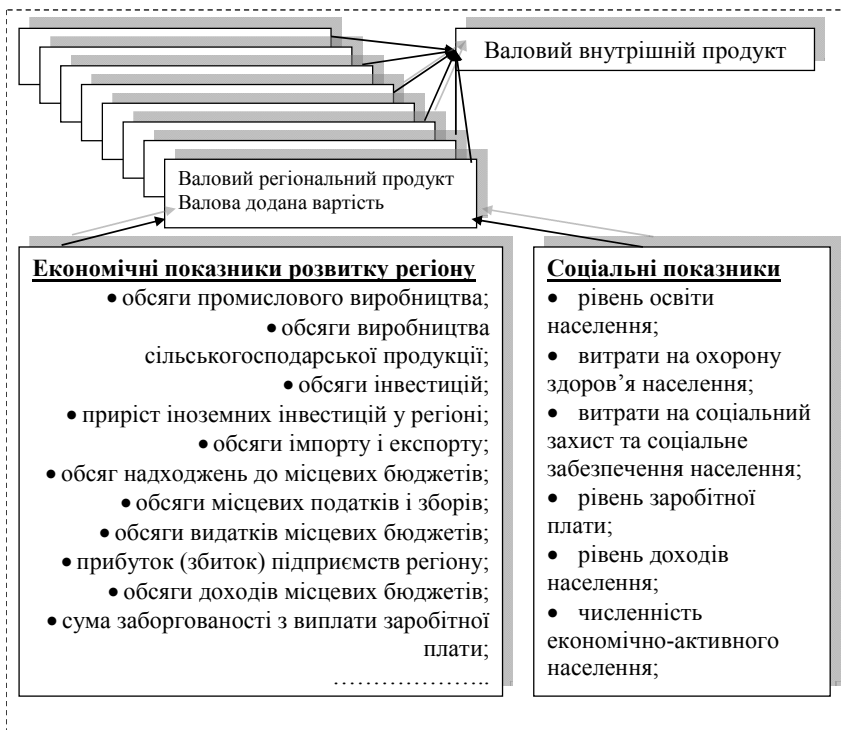 Валовий внутрішній продукт
Валовий регіональний продукт
Валова додана вартість
Економічні показники розвитку регіону
• обсяги промислового виробництва;
• обсяги виробництва
сільськогосподарської продукції;
• обсяги інвестицій;
• приріст іноземних інвестицій у регіоні;
• обсяги імпорту і експорту;
• обсяг надходжень до місцевих бюджетів;
• обсяги місцевих податків і зборів;
• обсяги видатків місцевих бюджетів;
• прибуток (збиток) підприємств регіону;
• обсяги доходів місцевих бюджетів;
• сума заборгованості з виплати заробітної
плати;
…………………..
Соціальні показники
• рівень освіти
населення;
• витрати на охорону
здоров’я населення;
• витрати на соціальний
захист та соціальне
забезпечення населення;
• рівень заробітної
плати;
• рівень доходів
населення;
• численність
економічно-активного
населення;